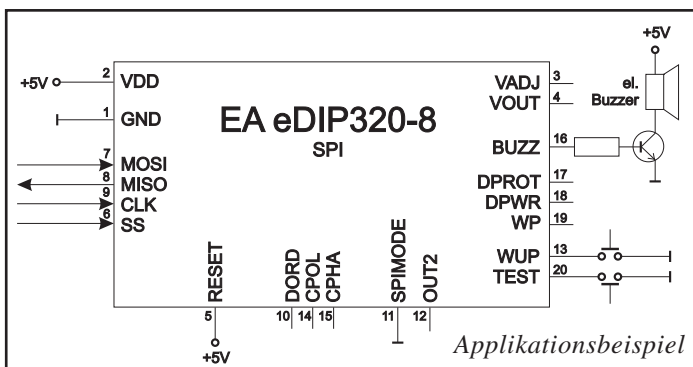 +5V
+5V
2
VDD
1
GND
7
MOSI
8
MISO
9
CLK
6
SS
EA eDIP320-8
SPI
VADJ
3
VOUT
4
el.
Buzzer
BUZZ
16
DPROT
17
DPWR
18
WP
19
WUP
13
TEST
20
RESET
DORD
CPOL
CPHA
SPIMODE
OUT2
5
10
14
15
11
12
+5V
Applikationsbeispiel